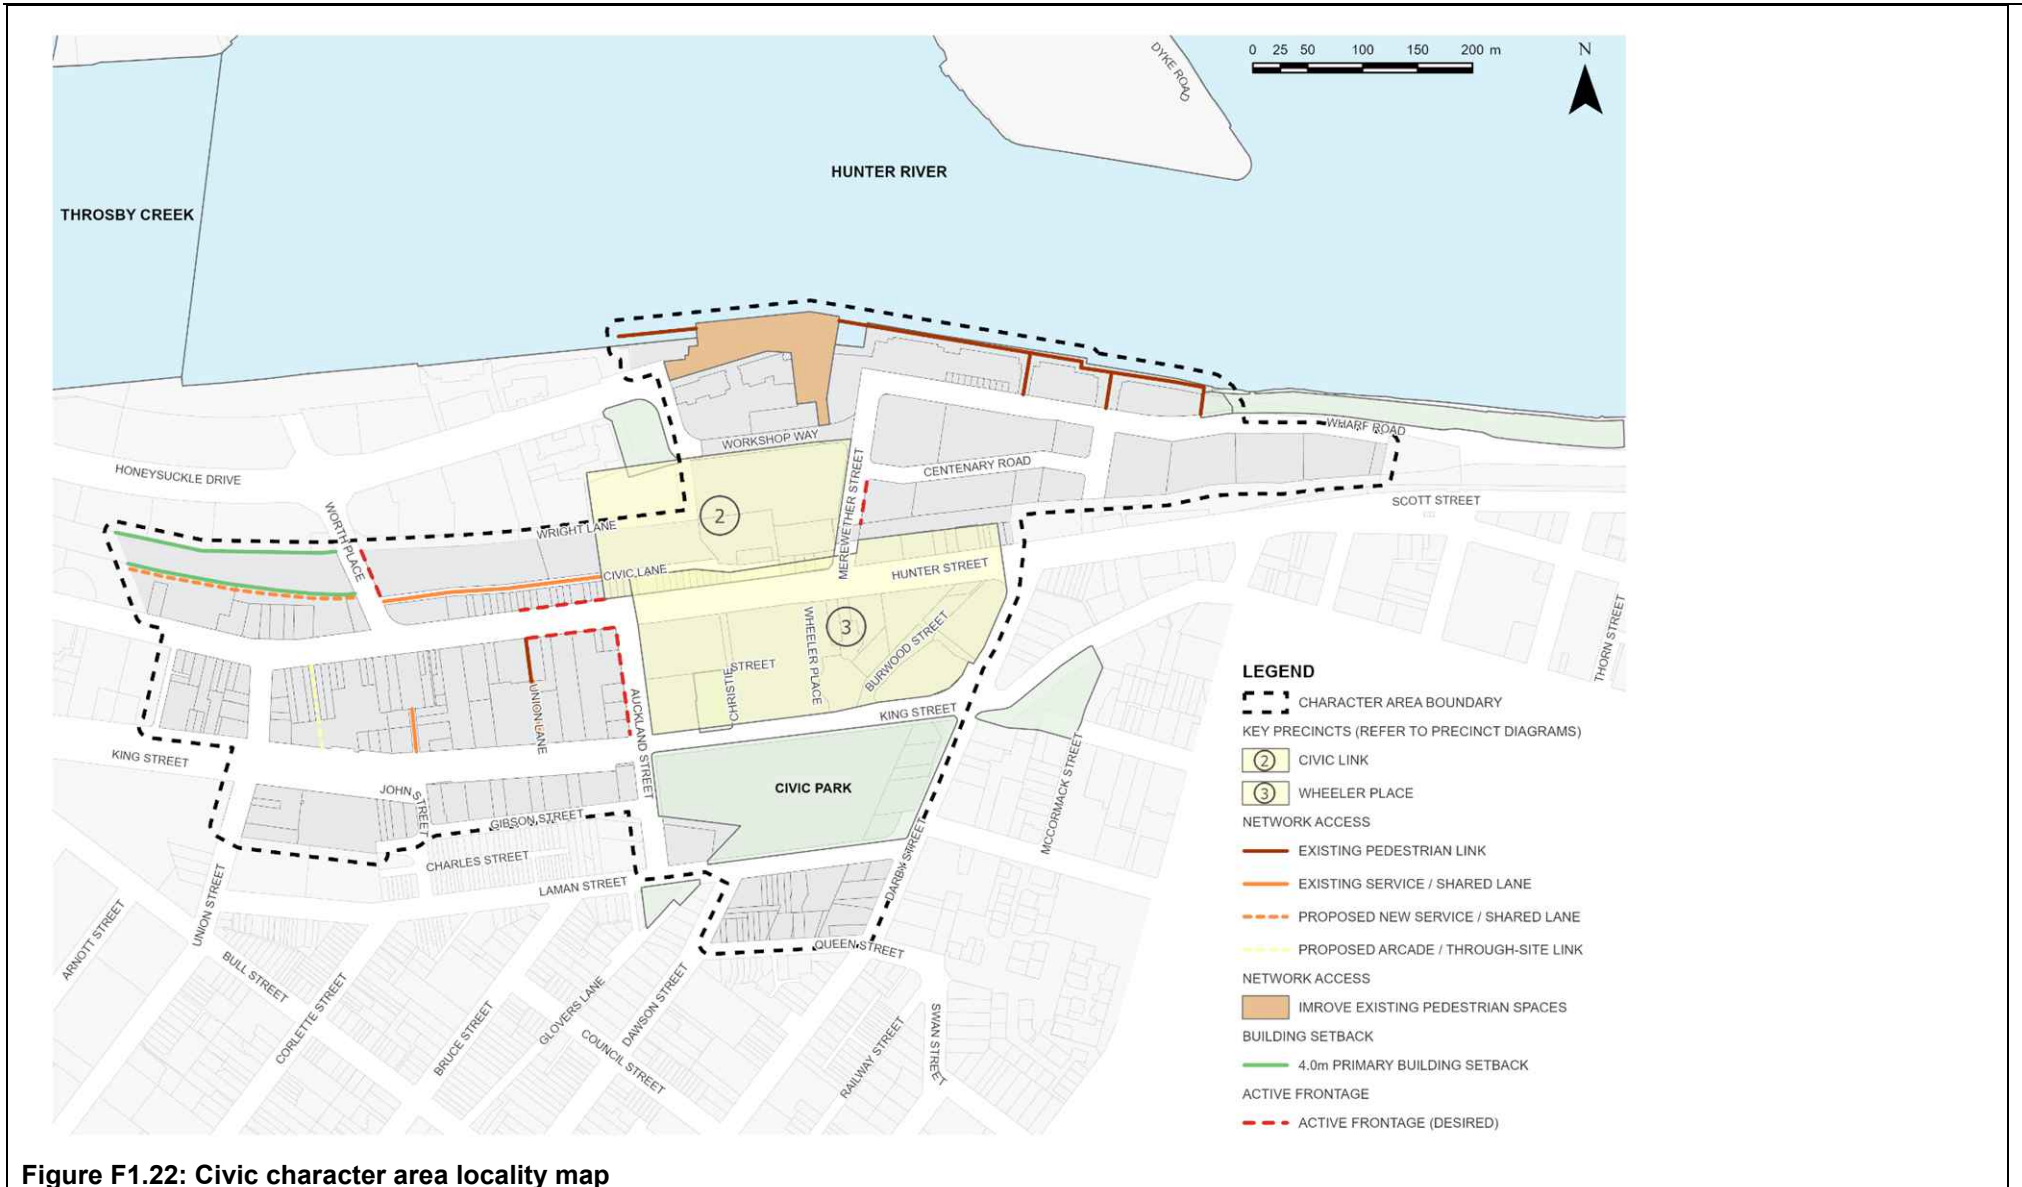 0 25 50 100 150 200 m
N
DYKE ROAD
HUNTER RIVER
THROSBY CREEK
WORKSHOP WAY
WHARF ROAD
CENTENARY ROAD
MEREWETHER STREET
HONEYSUCKLE DRIVE
SCOTT STREET
WORTH PLACE
WRIGHT LANE
2
CIVIC LANE
HUNTER STREET
THORN STREET
WHEELER PLACE
3
BURWOOD STREET
CHRISTIE
STREET
UNION LANE
AUCKLAND STREET
KING STREET
KING STREET
MCCORMACK STREET
CIVIC PARK
JOHN STREET
GIBSON STREET
CHARLES STREET
LAMAN STREET
DARBY STREET
QUEEN STREET
UNION STREET
ARNOTT STREET
BULL STREET
CORLETTE STREET
BRUCE STREET
GLOVERS LANE
DAWSON STREET
COUNCIL STREET
RAILWAY STREET
SWAN STREET
LEGEND
CHARACTER AREA BOUNDARY
KEY PRECINCTS (REFER TO PRECINCT DIAGRAMS)
2 CIVIC LINK
3 WHEELER PLACE
NETWORK ACCESS
EXISTING PEDESTRIAN LINK
EXISTING SERVICE / SHARED LANE
PROPOSED NEW SERVICE / SHARED LANE
PROPOSED ARCADE / THROUGH-SITE LINK
NETWORK ACCESS
IMROVE EXISTING PEDESTRIAN SPACES
BUILDING SETBACK
4.0m PRIMARY BUILDING SETBACK
ACTIVE FRONTAGE
ACTIVE FRONTAGE (DESIRED)
Figure F1.22: Civic character area locality map